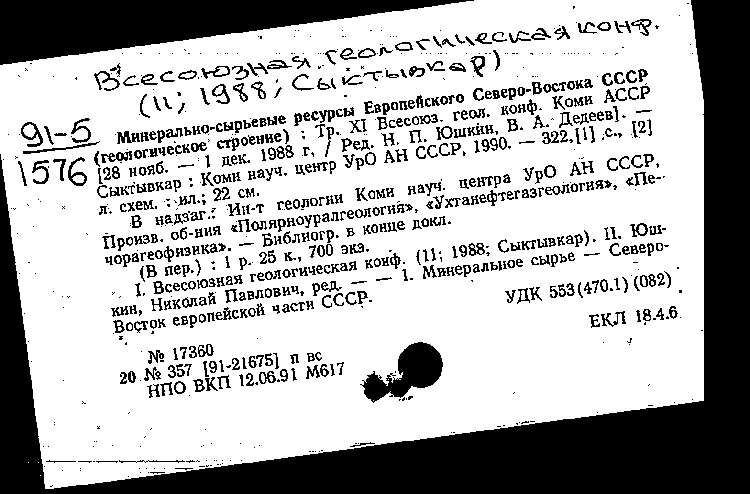 Всесоюзная геологическая конф.
(11; 1988; Сыктывкар)
91-5
1576
Минерально-сырьевые ресурсы Европейского Северо-Востока СССР
(геологическое строение) : Тр. XI Всесоюз. геол. конф. Коми АССР
[28 нояб. — 1 дек. 1988 г. / Ред. Н. П. Юшкин, В. А. Дедеев]. —
Сыктывкар : Коми науч. центр УрО АН СССР, 1990. — 322,[1] с., [2]
л. схем. : ил.; 22 см.
В надзаг.: Ин-т геологии Коми науч. центра УрО АН СССР,
Произв. об-ния «Полярноуралгеология», «Ухтанефтегазгеология», «Пе-
чорагеофизика». — Библиогр. в конце докл.
(В пер.) : 1 р. 25 к., 700 экз.
I. Всесоюзная геологическая конф. (11; 1988; Сыктывкар). II. Юш-
кин, Николай Павлович, ред. — — 1. Минеральное сырье — Северо-
Восток европейской части СССР.
УДК 553(470.1)(082)
ЕКЛ 18.4.6
№ 17360
20 № 357 [91-21675] п вс
НПО ВКП 12.06.91 М617